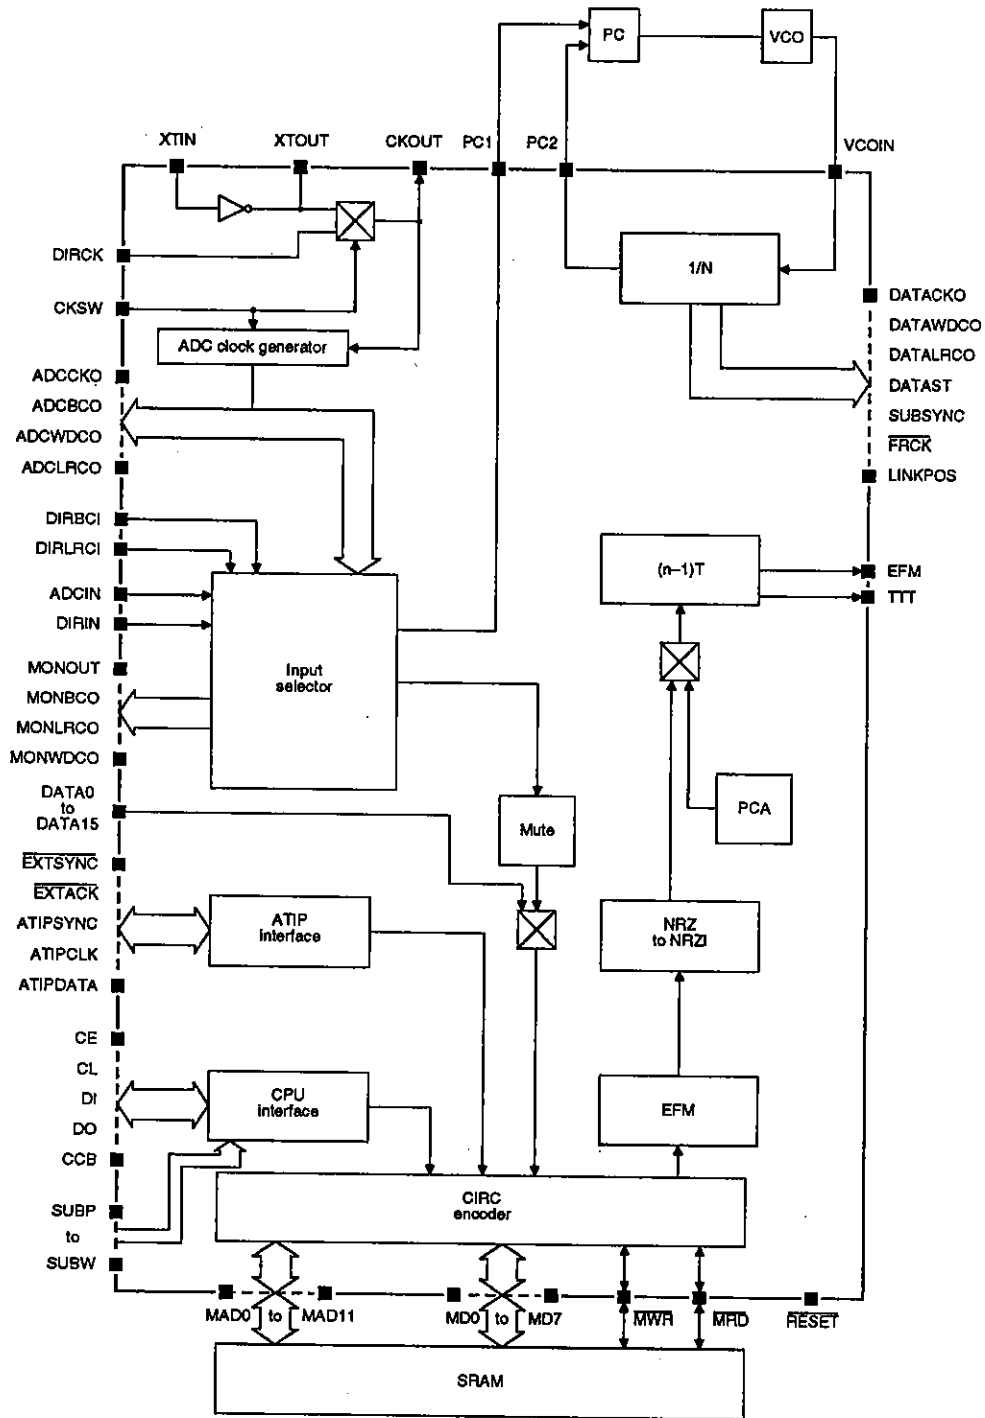 PC
VCO
XTIN
XTOUT
CKOUT
PC1
PC2
VCOIN
DIRCK
CKSW
ADC clock generator
1/N
DATACKO
DATAWDCO
DATALRCO
DATAST
SUBSYNC
FRCK
LINKPOS
ADCCKO
ADCBCO
ADCWDCO
ADCLRCO
DIRBCI
DIRLRCI
ADCIN
DIRIN
MONOUT
MONBCO
MONLRCO
MONWDCO
Input
selector
(n–1)T
EFM
TTT
DATA0
to
DATA15
Mute
PCA
EXTSYNC
EXTACK
ATIPSYNC
ATIPCLK
ATIPDATA
ATIP
interface
NRZ
to NRZI
CE
CL
DI
DO
CCB
CPU
interface
EFM
SUBP
to
SUBW
CIRC
encoder
MAD0 to MAD11
MD0 to MD7
MWR
MRD
RESET
SRAM